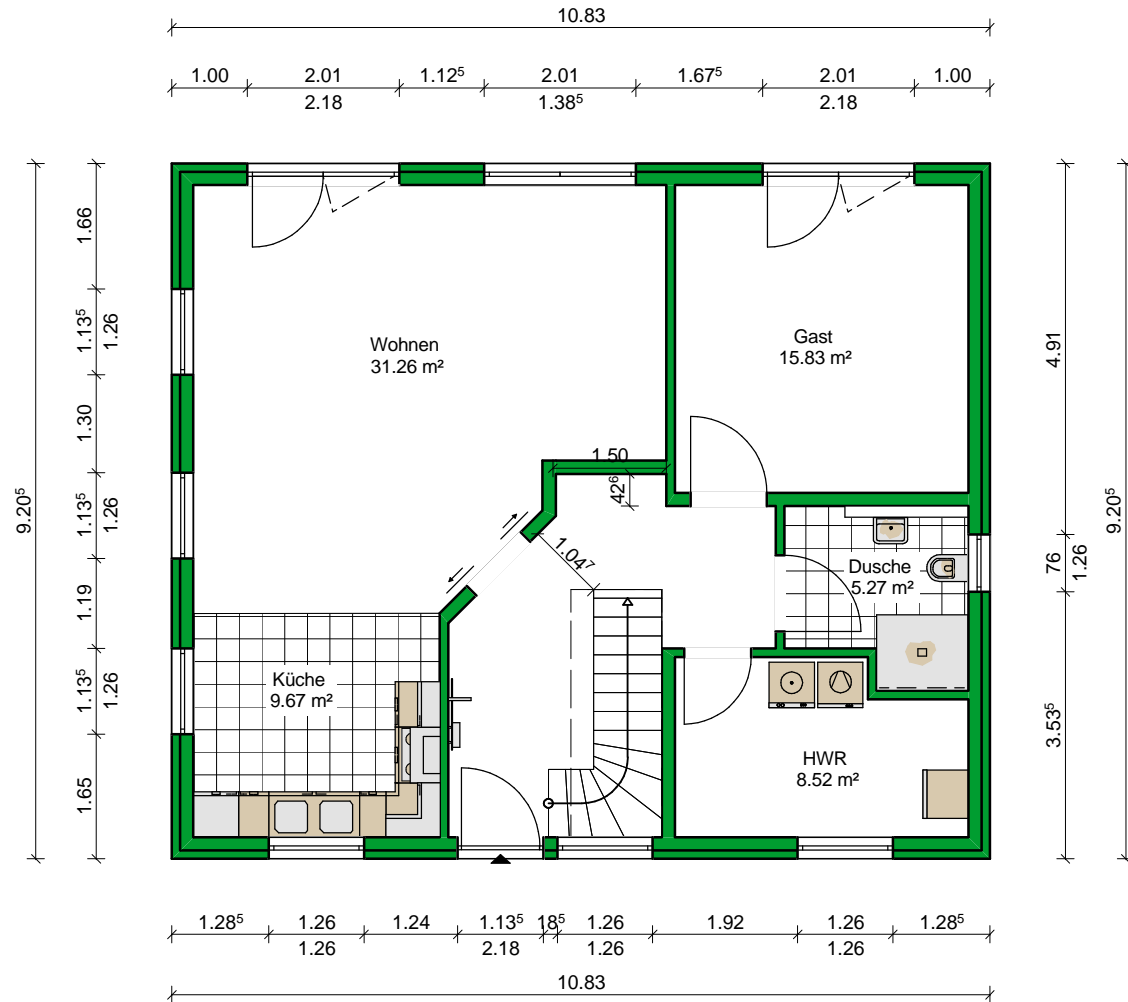 10.83
1.00 2.01 1.12⁵ 2.01 1.67⁵ 2.01 1.00
2.18 1.38⁵ 2.18
9.20⁵
1.66
1.13⁵
1.26
1.30
1.13⁵
1.26
1.19
1.13⁵
1.26
1.65
Wohnen
31.26 m²
Gast
15.83 m²
1.50
42⁶
1.04⁷
Dusche
5.27 m²
Küche
9.67 m²
HWR
8.52 m²
4.91
76
1.26
3.53⁵
9.20⁵
1.28⁵ 1.26 1.24 1.13⁵ 18⁵ 1.26 1.92 1.26 1.28⁵
1.26 2.18 1.26 1.26
10.83